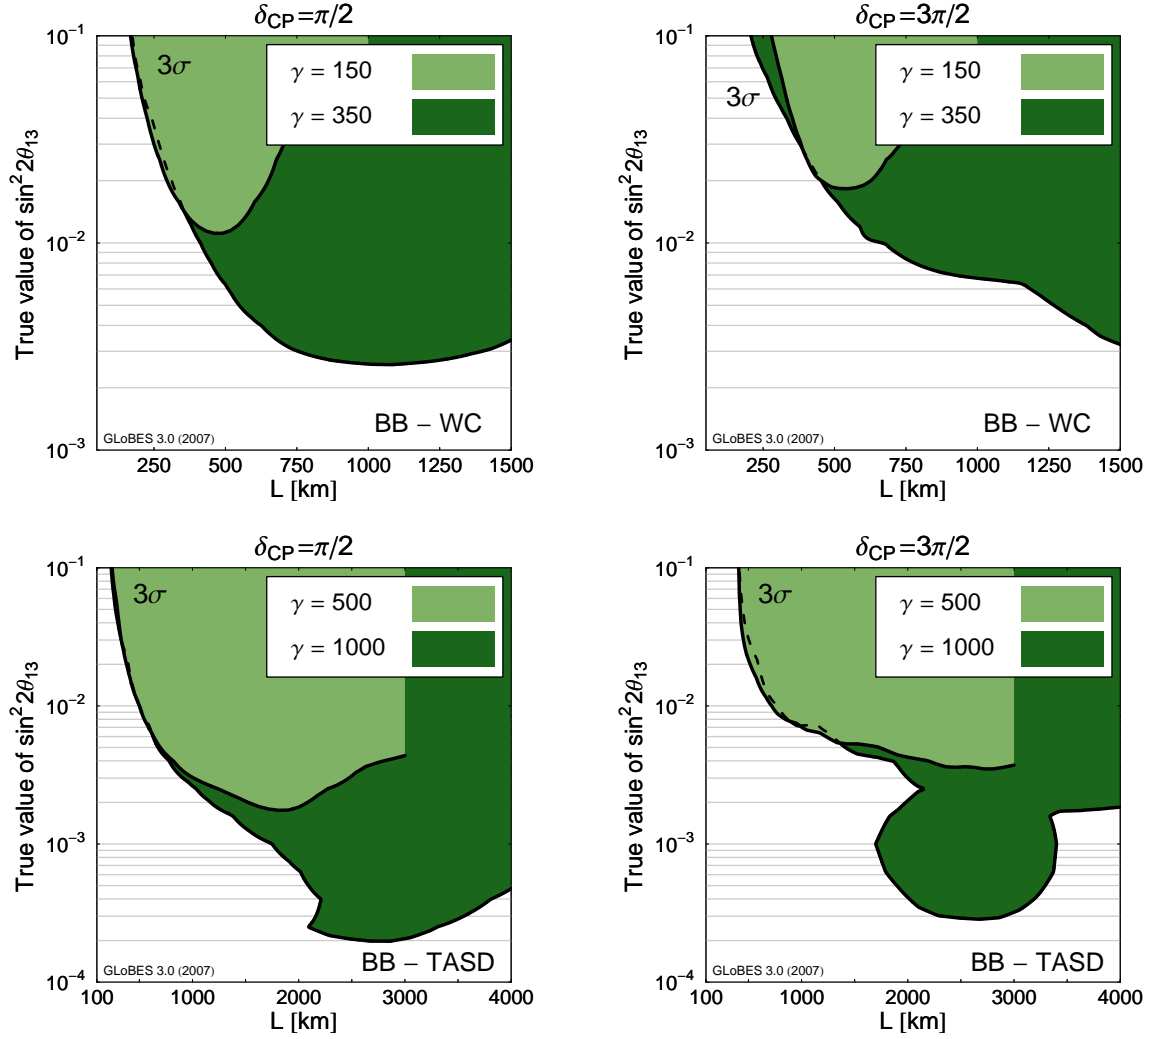 δCP=π/2
True value of sin²2θ₁₃
10⁻¹
10⁻²
10⁻³
3σ
γ = 150
γ = 350
BB − WC
GLoBES 3.0 (2007)
250 500 750 1000 1250 1500
L [km]
δCP=3π/2
True value of sin²2θ₁₃
10⁻¹
10⁻²
10⁻³
3σ
γ = 150
γ = 350
BB − WC
GLoBES 3.0 (2007)
250 500 750 1000 1250 1500
L [km]
δCP=π/2
True value of sin²2θ₁₃
10⁻¹
10⁻²
10⁻³
10⁻⁴
3σ
γ = 500
γ = 1000
BB − TASD
GLoBES 3.0 (2007)
100 1000 2000 3000 4000
L [km]
δCP=3π/2
True value of sin²2θ₁₃
10⁻¹
10⁻²
10⁻³
10⁻⁴
3σ
γ = 500
γ = 1000
BB − TASD
GLoBES 3.0 (2007)
100 1000 2000 3000 4000
L [km]